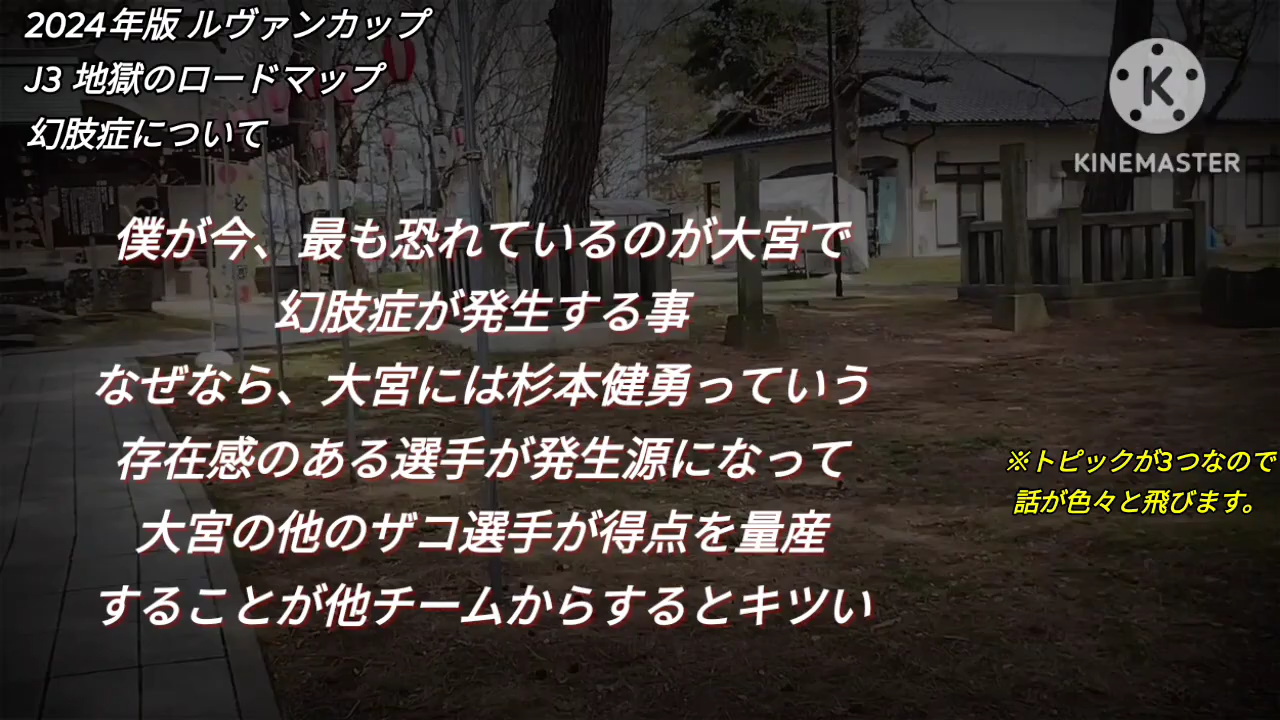 2024年版 ルヴァンカップ
J3 地獄のロードマップ
幻肢症について
KINEMASTER
僕が今、最も恐れているのが大宮で
幻肢症が発生する事
なぜなら、大宮には杉本健勇っていう
存在感のある選手が発生源になって
大宮の他のザコ選手が得点を量産
することが他チームからするとキツい
※トピックが3つなので
話が色々と飛びます。